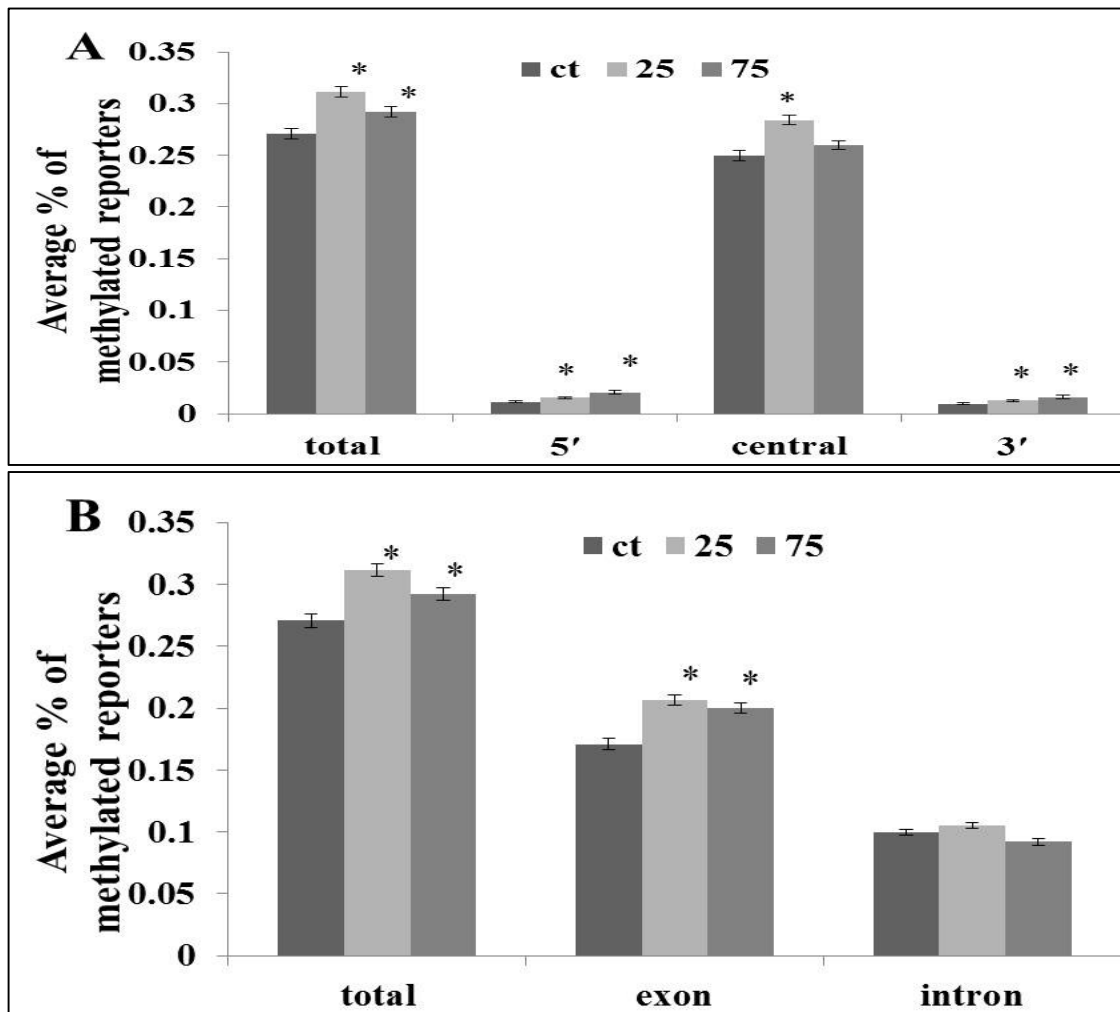 A
Average % of
methylated reporters
0.35
0.3
0.25
0.2
0.15
0.1
0.05
0
ct 25 75
* * * * * * *
total 5′ central 3′
B
Average % of
methylated reporters
0.35
0.3
0.25
0.2
0.15
0.1
0.05
0
ct 25 75
* * * *
total exon intron